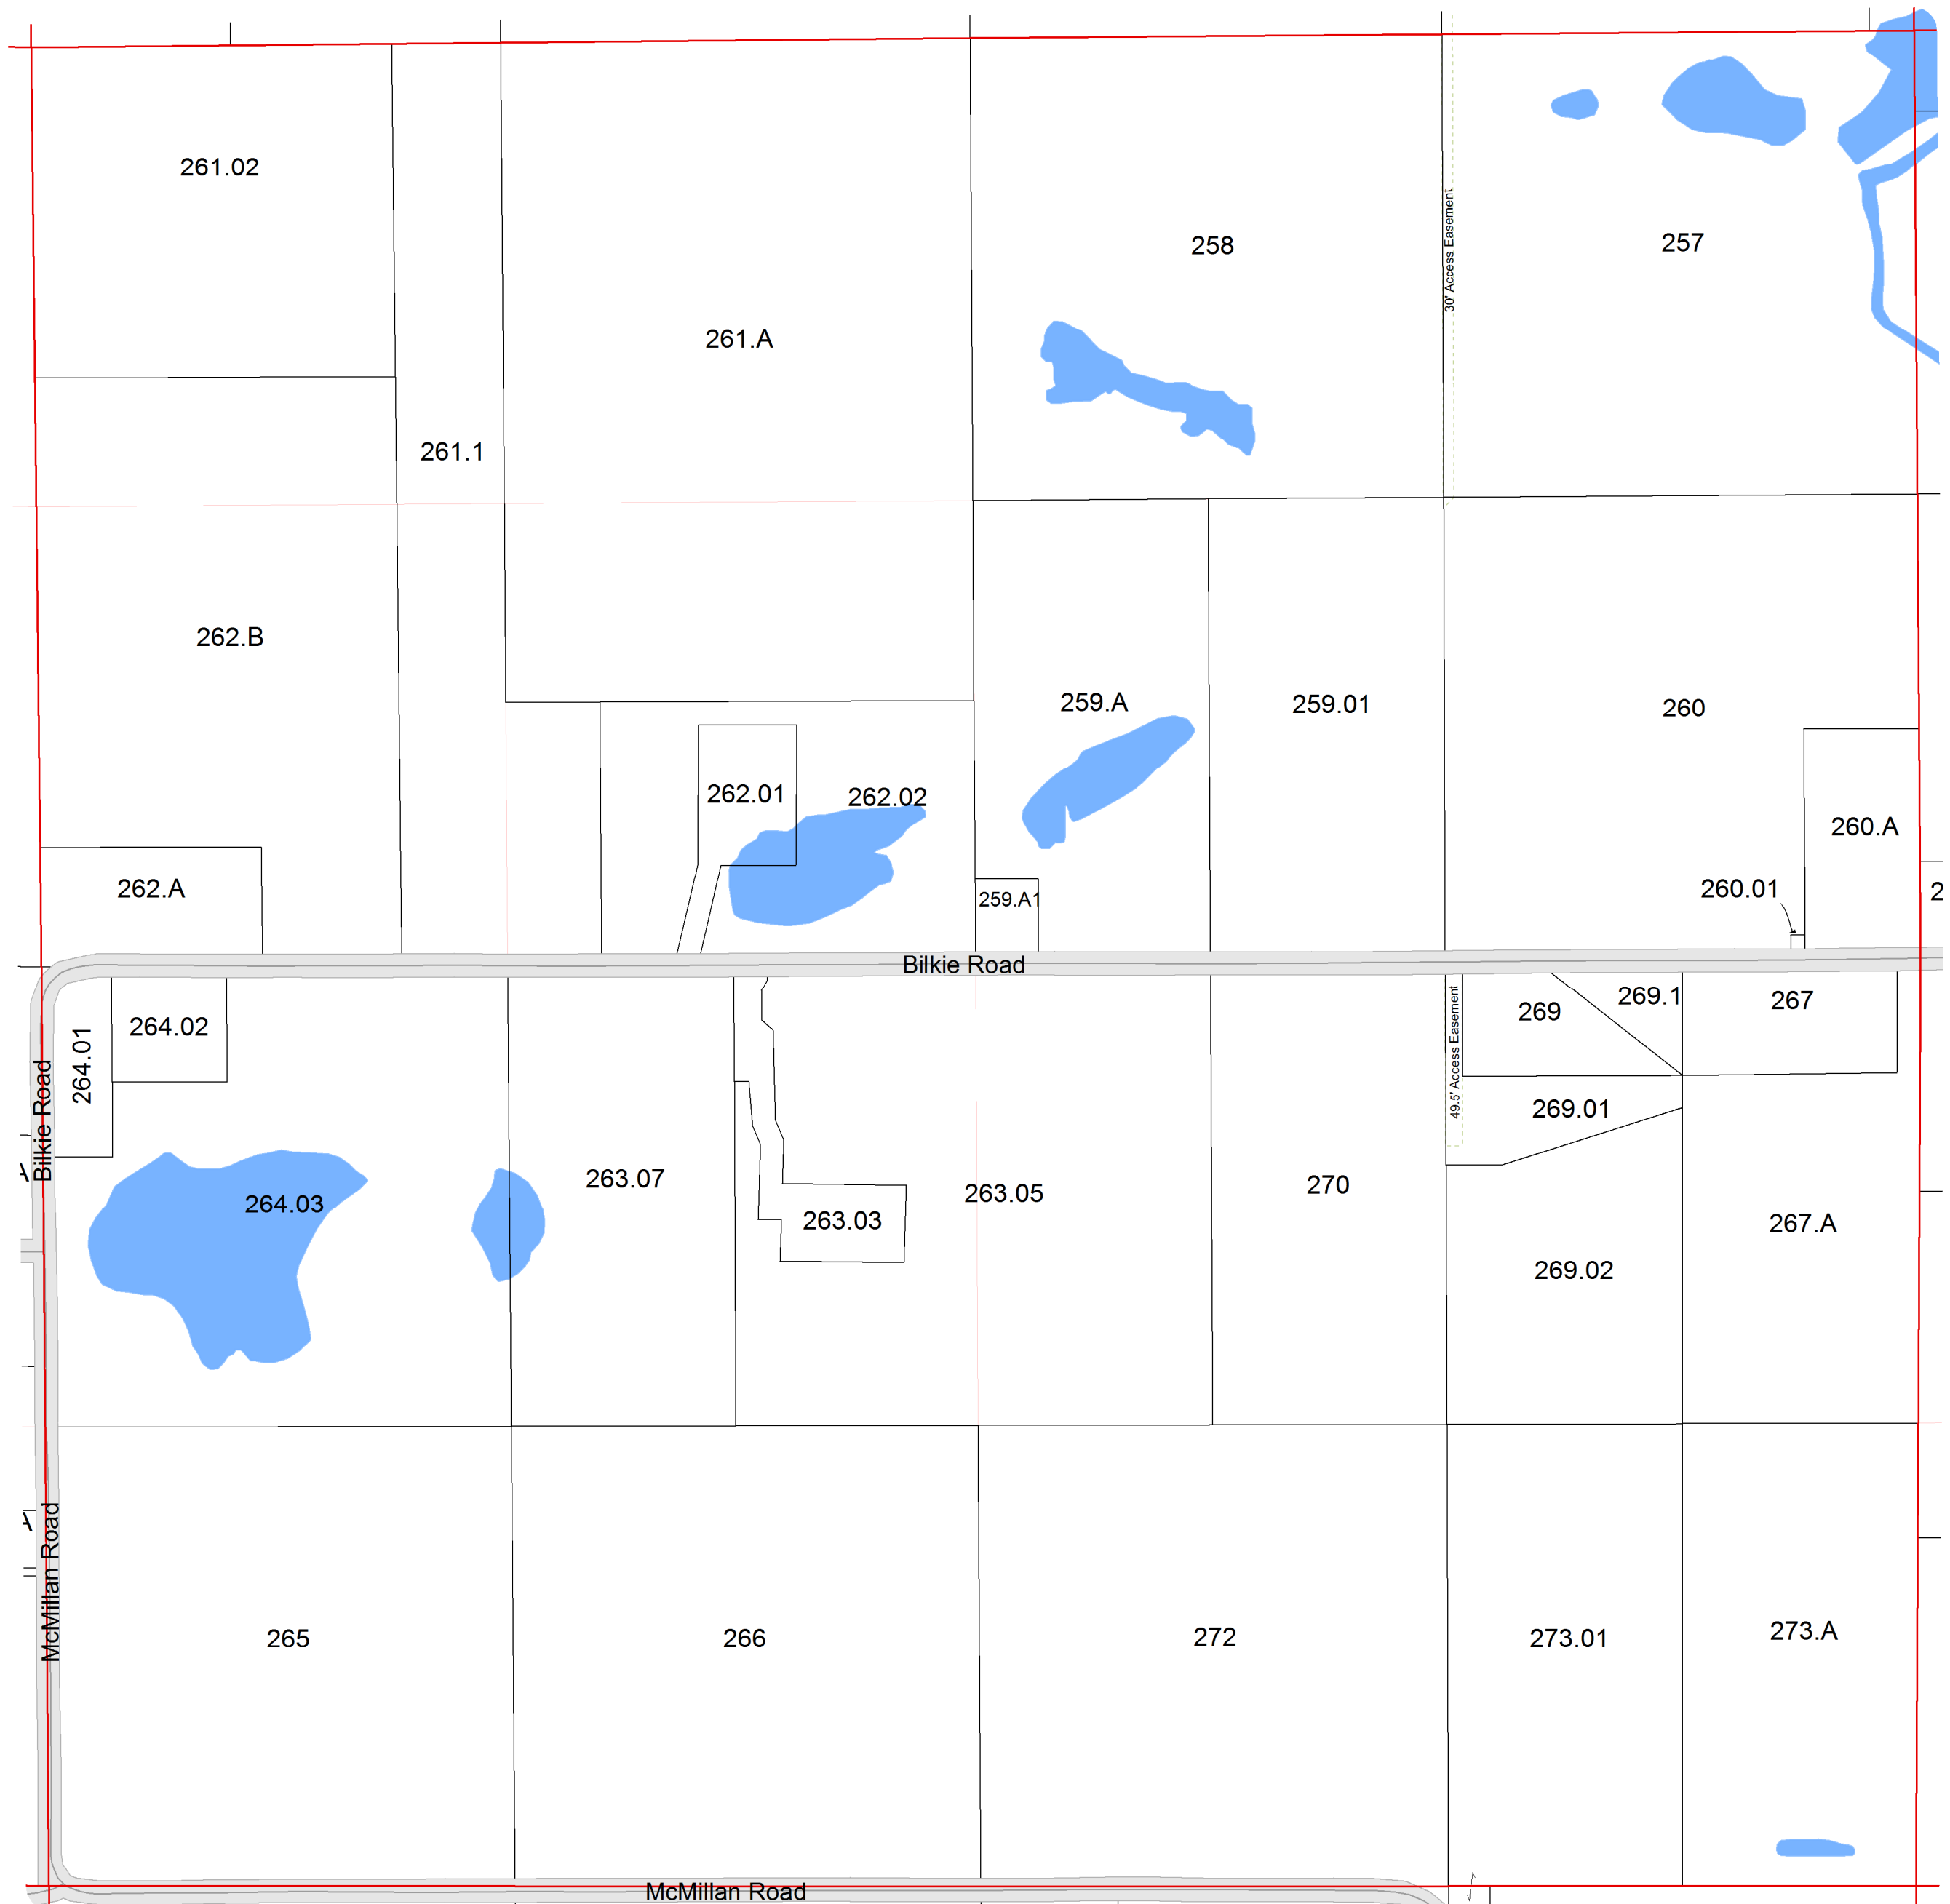 261.02
258
257
30' Access Easement
261.A
261.1
262.B
259.A
259.01
260
262.01
262.02
260.A
262.A
259.A1
260.01
2
Bilkie Road
264.02
264.01
269
269.1
267
49.5' Access Easement
Bilkie Road
269.01
264.03
263.07
263.05
270
263.03
267.A
269.02
McMillan Road
265
266
272
273.01
273.A
McMillan Road